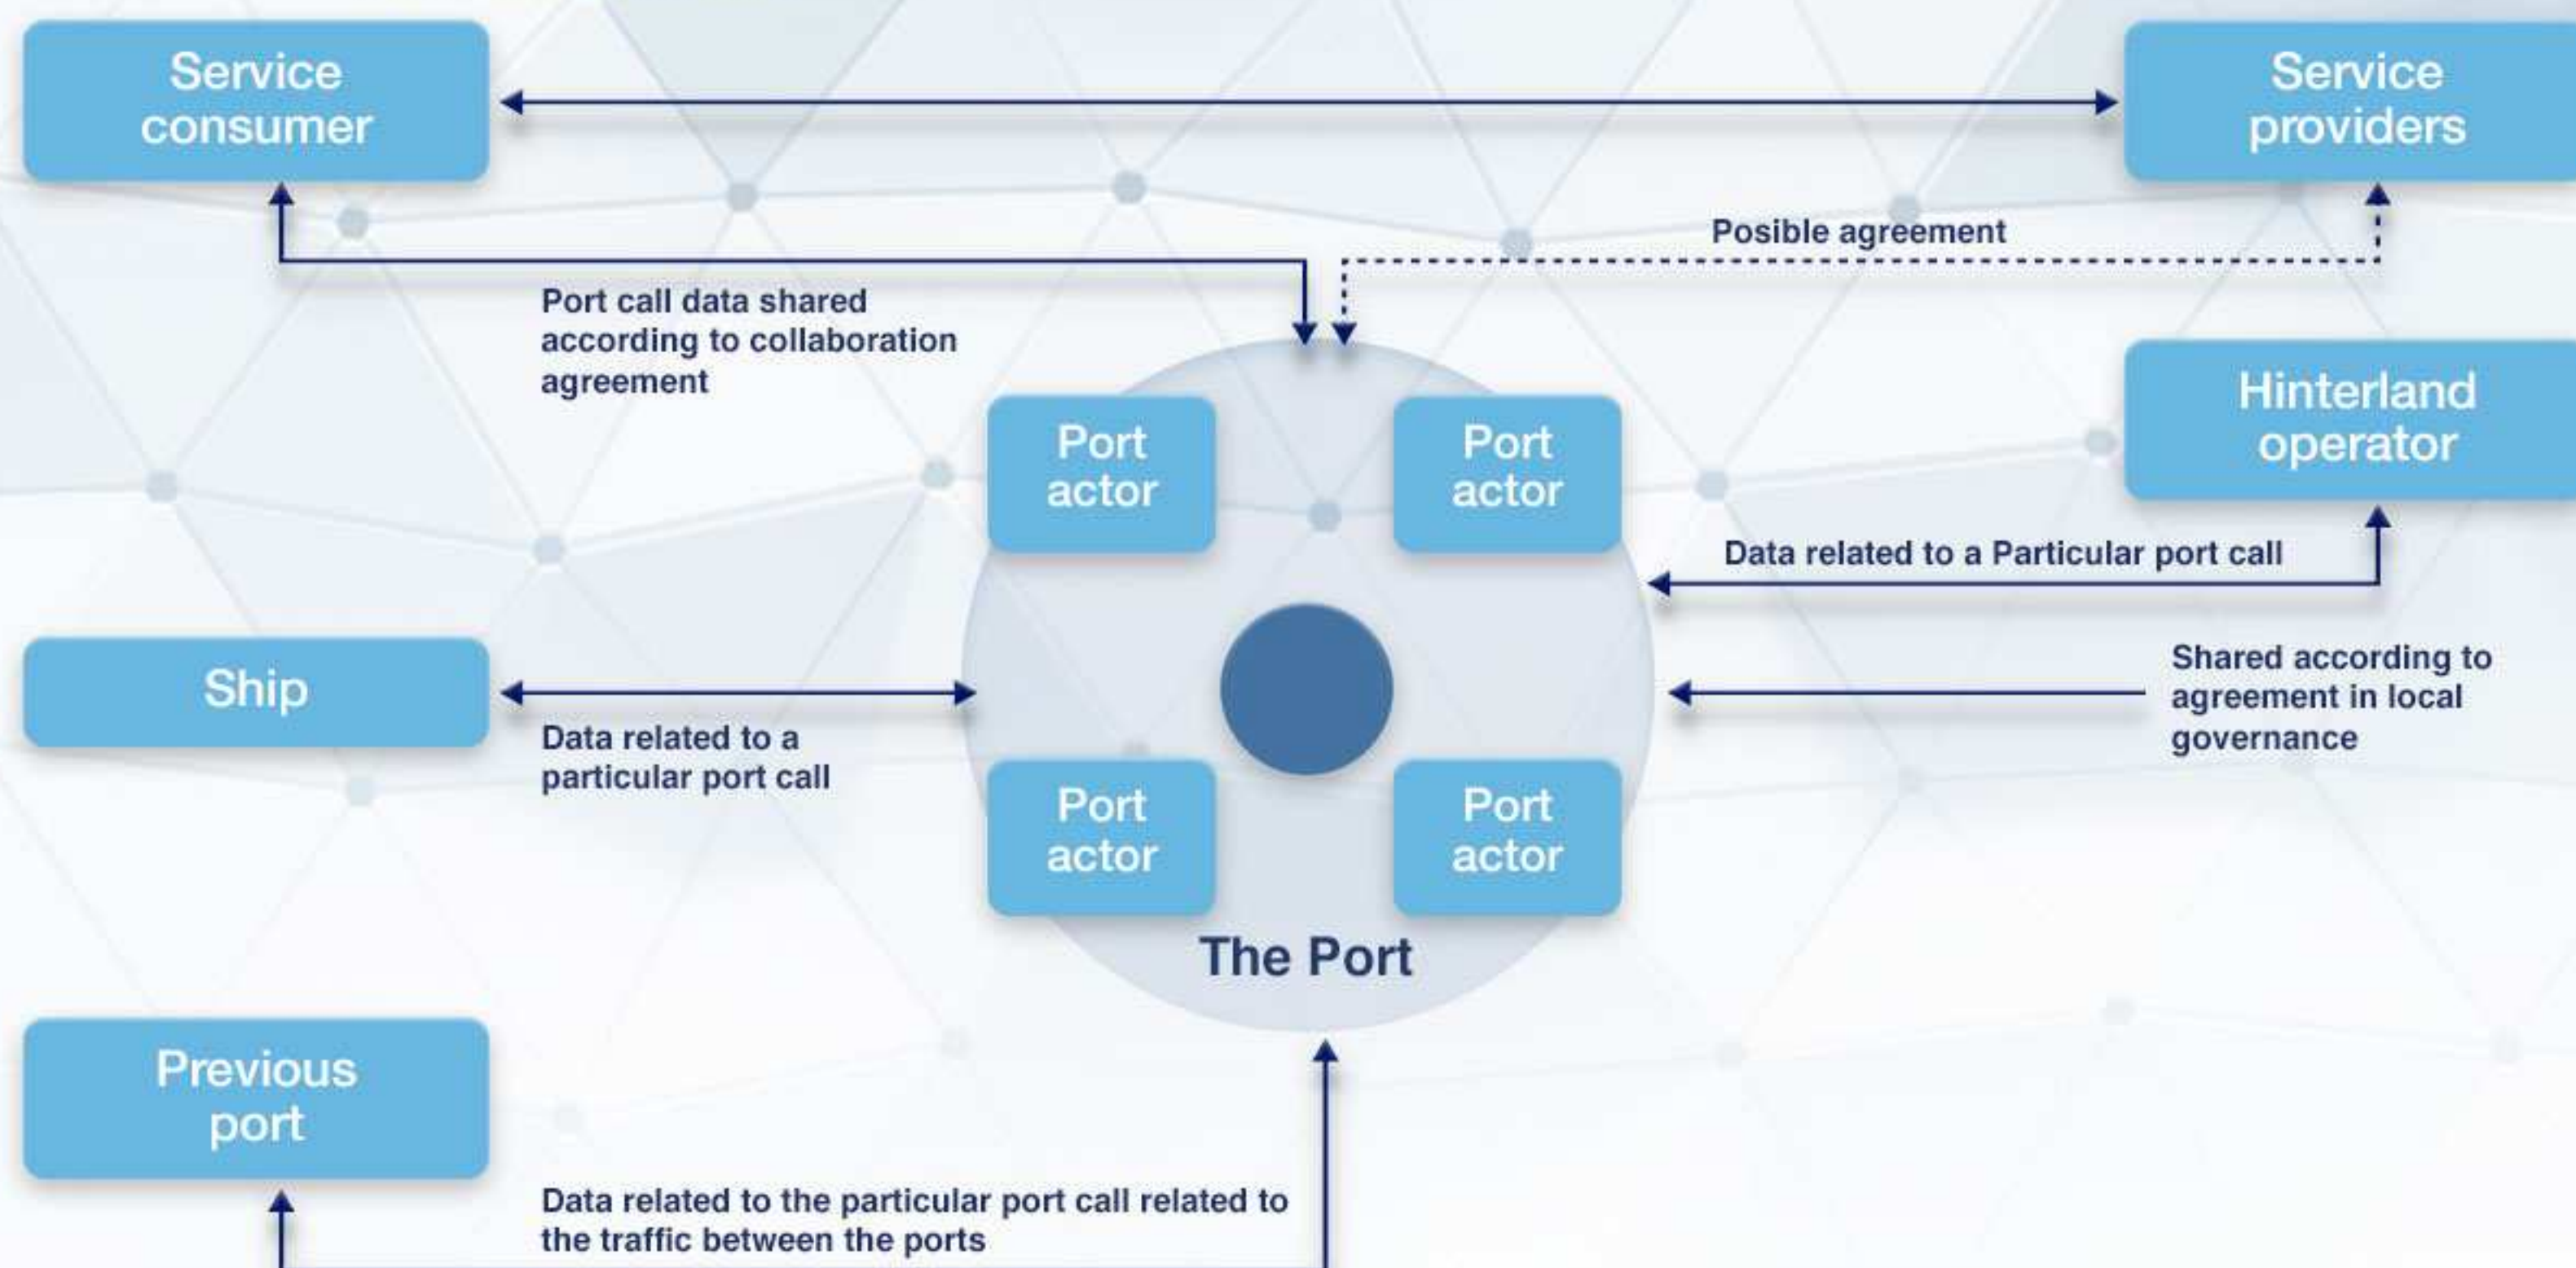 Service
consumer
Service
providers
Posible agreement
Port call data shared
according to collaboration
agreement
Hinterland
operator
Port
actor
Port
actor
Data related to a Particular port call
Ship
Data related to a
particular port call
Shared according to
agreement in local
governance
Port
actor
Port
actor
The Port
Previous
port
Data related to the particular port call related to
the traffic between the ports